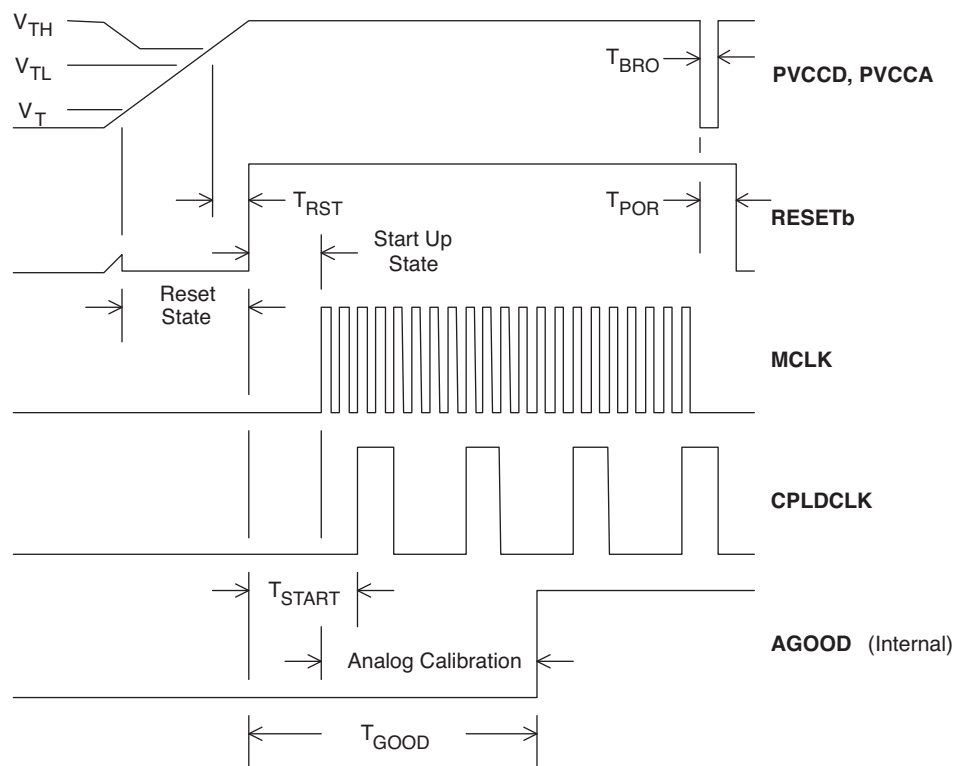 VTH
VTL
VT
TBRO
PVCCD, PVCCA
TRST
TPOR
RESETb
Start Up
State
Reset
State
MCLK
CPLDCLK
TSTART
AGOOD (Internal)
Analog Calibration
TGOOD